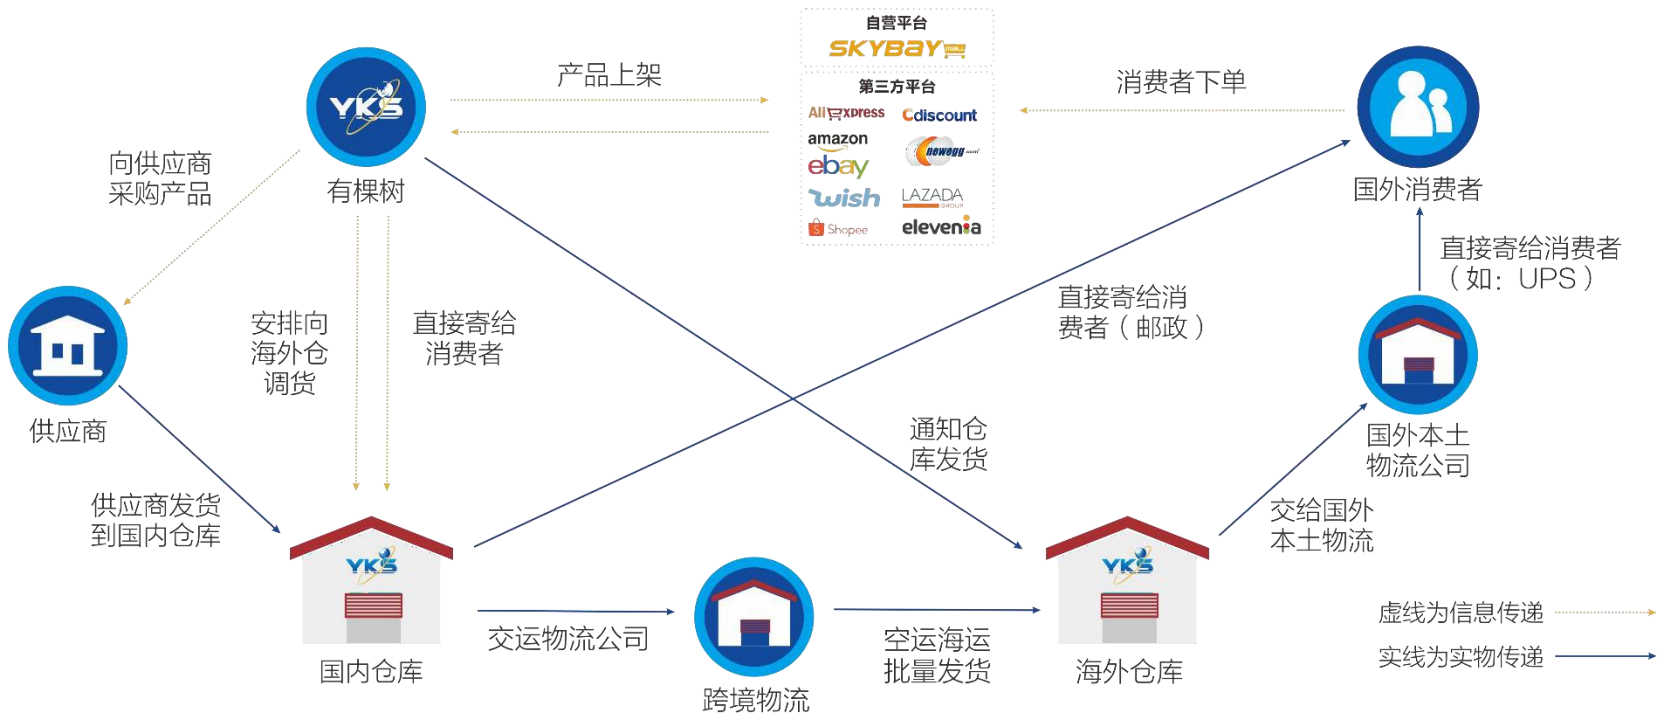 自营平台
SKYBAY MALL
第三方平台
AliExpress
Cdiscount
amazon
newegg.com
ebay
wish
LAZADA
GROUP
Shopee
elevenia
产品上架
消费者下单
YKS
有棵树
国外消费者
向供应商
采购产品
直接寄给消费者
（如：UPS）
安排向
海外仓
调货
直接寄给
消费者
直接寄给消
费者（邮政）
供应商
通知仓
库发货
国外本土
物流公司
供应商发货
到国内仓库
交给国外
本土物流
YKS
YKS
国内仓库
交运物流公司
跨境物流
空运海运
批量发货
海外仓库
虚线为信息传递
实线为实物传递